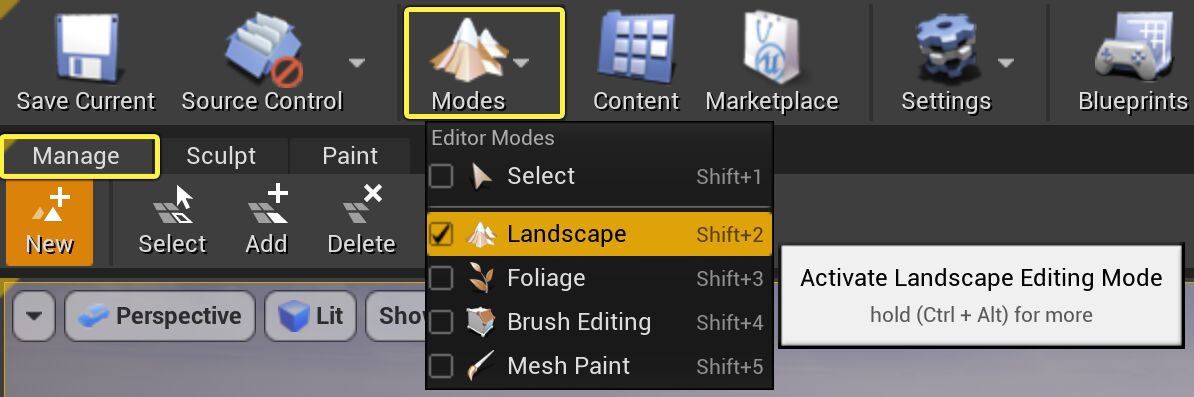 Save Current
Source Control
Modes
Content
Marketplace
Settings
Blueprints
Manage
Sculpt
Paint
New
Select
Add
Delete
Editor Modes
Select Shift+1
Landscape Shift+2
Foliage Shift+3
Brush Editing Shift+4
Mesh Paint Shift+5
Activate Landscape Editing Mode
hold (Ctrl + Alt) for more
Perspective
Lit